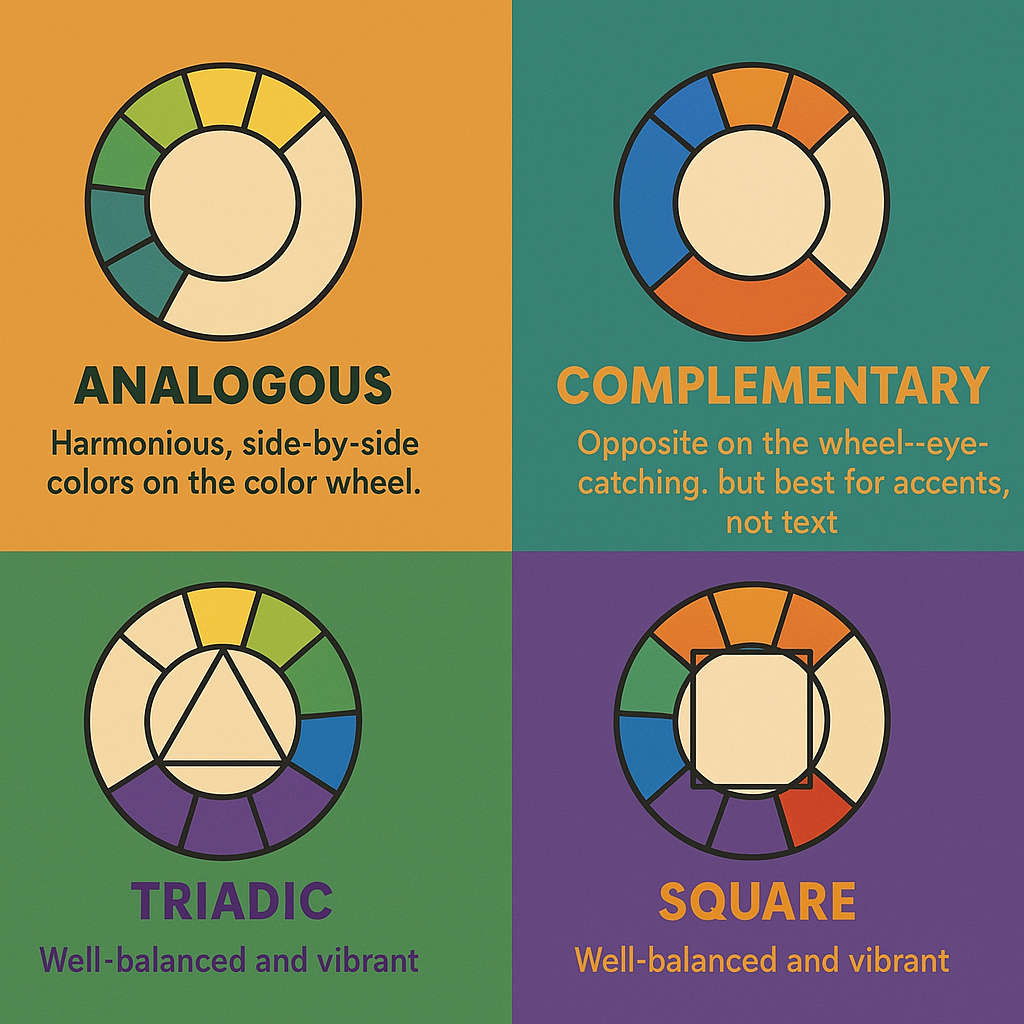 ANALOGOUS
Harmonious, side-by-side
colors on the color wheel.
COMPLEMENTARY
Opposite on the wheel--eye-
catching. but best for accents,
not text
TRIADIC
Well-balanced and vibrant
SQUARE
Well-balanced and vibrant